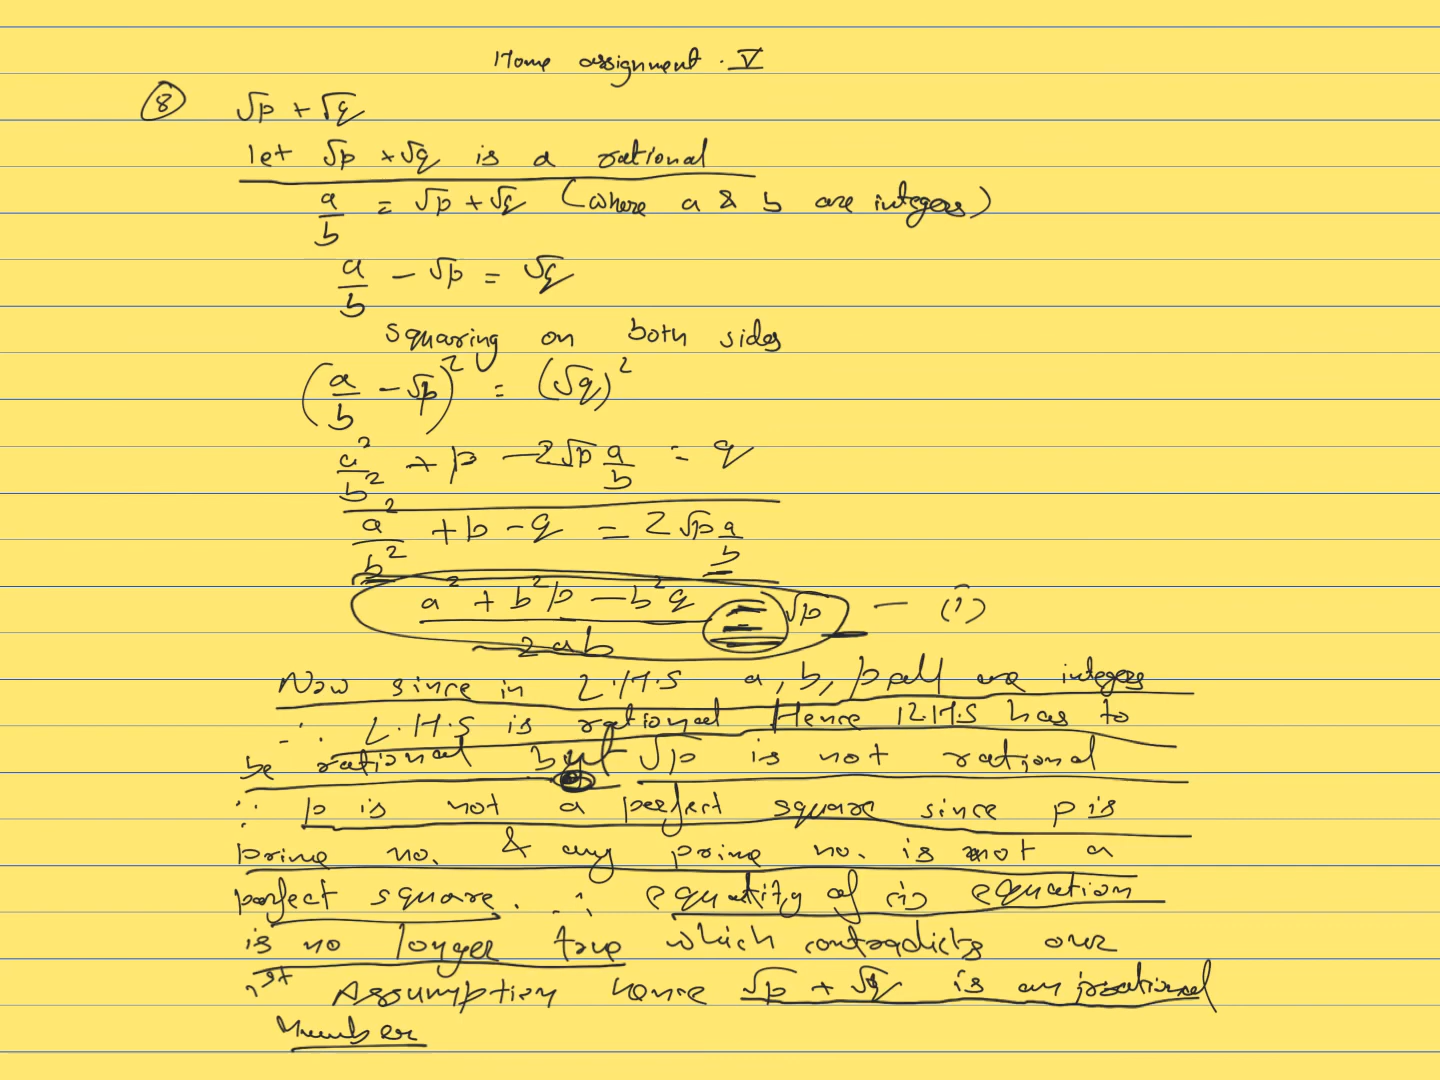 Home assignment. V
⑧ √p + √q
let √p + √q is a rational
a/b = √p + √q (where a & b are integers)
a/b - √p = √q
squaring on both sides
(a/b - √p)² = (√q)²
a²/b² + p - 2√p a/b = q
a²/b² + p - q = 2√p a/b
(a² + b²p - b²q)/2ab = √p - (i)
Now since in L.H.S a, b, p all are integers
∴ L.H.S is rational Hence R.H.S has to
be rational but √p is not rational
∴ p is not a perfect square since p is
prime no. & any prime no. is not a
perfect square. ∴ equality of (i) equation
is no longer true which contradicts our
1st Assumption hence √p + √q is an irrational
Number